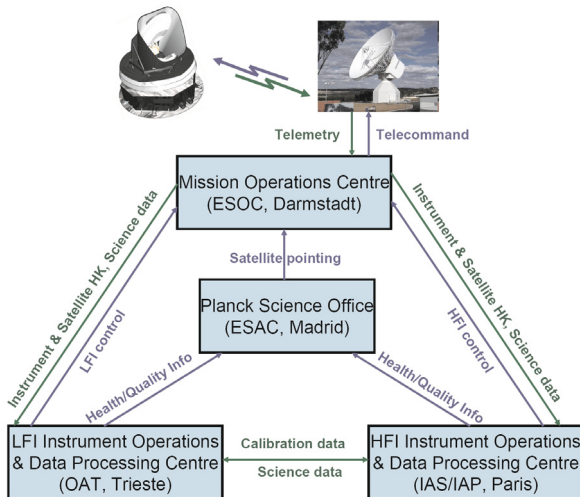 Telemetry
Telecommand
Mission Operations Centre
(ESOC, Darmstadt)
Instrument & Satellite HK, Science data
LFI control
Satellite pointing
HFI control
Instrument & Satellite HK, Science data
Planck Science Office
(ESAC, Madrid)
Health/Quality Info
Health/Quality Info
LFI Instrument Operations
& Data Processing Centre
(OAT, Trieste)
Calibration data
Science data
HFI Instrument Operations
& Data Processing Centre
(IAS/IAP, Paris)